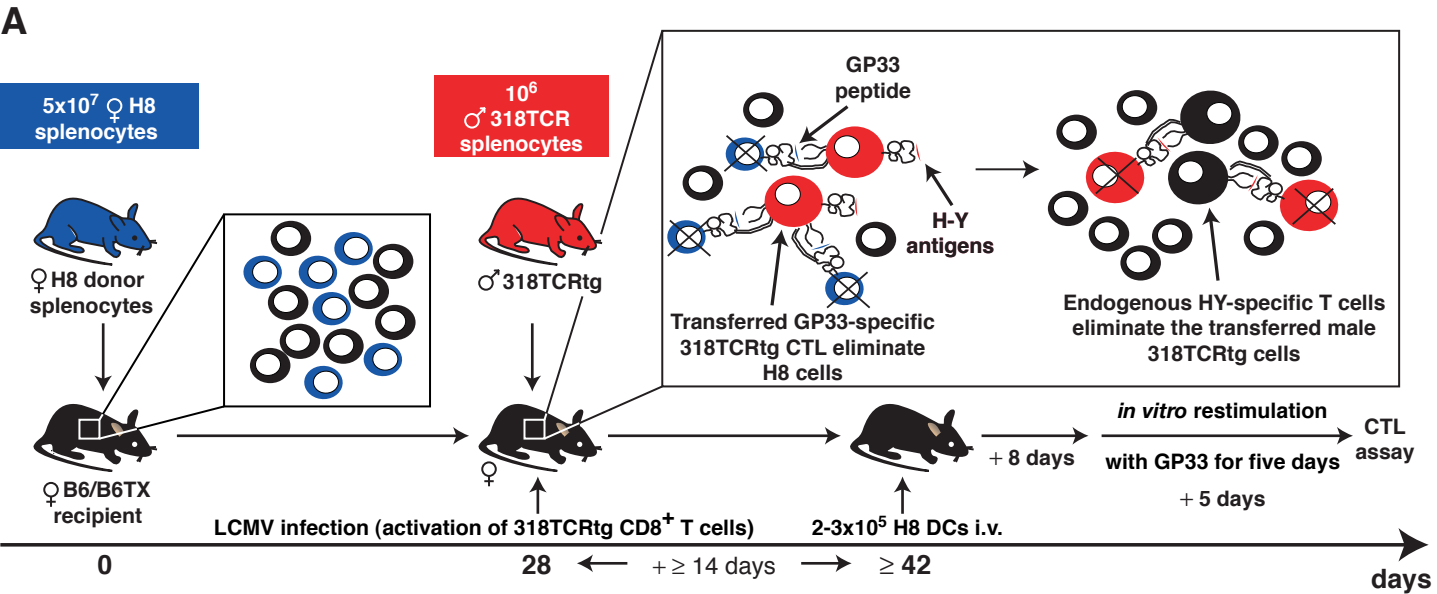 A
5x10⁷ ♀ H8
splenocytes
10⁶
♂ 318TCR
splenocytes
♀ H8 donor
splenocytes
♂ 318TCRtg
GP33
peptide
H-Y
antigens
Transferred GP33-specific
318TCRtg CTL eliminate
H8 cells
Endogenous HY-specific T cells
eliminate the transferred male
318TCRtg cells
♀ B6/B6TX
recipient
♀
in vitro restimulation
with GP33 for five days
+ 8 days
+ 5 days
CTL
assay
LCMV infection (activation of 318TCRtg CD8⁺ T cells)
2-3x10⁵ H8 DCs i.v.
0
28
+ ≥ 14 days
≥ 42
days